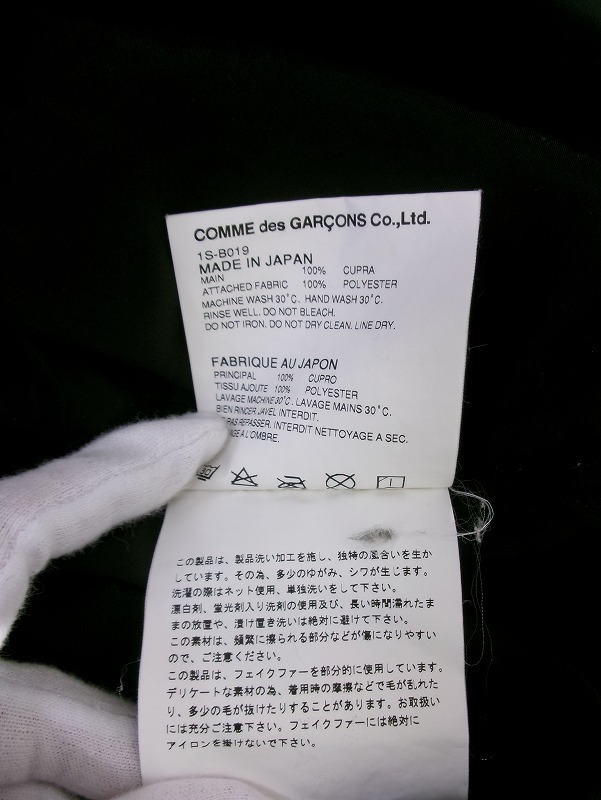 COMME des GARÇONS Co.,Ltd.
1S-B019
MADE IN JAPAN
MAIN 100% CUPRA
ATTACHED FABRIC 100% POLYESTER
MACHINE WASH 30°C. HAND WASH 30°C.
RINSE WELL. DO NOT BLEACH.
DO NOT IRON. DO NOT DRY CLEAN. LINE DRY.
FABRIQUE AU JAPON
PRINCIPAL 100% CUPRO
TISSU AJOUTE 100% POLYESTER
LAVAGE MACHINE 30°C. LAVAGE MAINS 30°C.
BIEN RINCER JAVEL INTERDIT.
PAS REPASSER. INTERDIT NETTOYAGE A SEC.
A L'OMBRE.
この製品は、製品洗い加工を施し、独特の風合いを生か
しています。その為、多少のゆがみ、シワが生じます。
洗濯の際はネット使用、単独洗いをして下さい。
漂白剤、蛍光剤入り洗剤の使用及び、長い時間濡れたま
まの放置や、漬け置き洗いは絶対に避けて下さい。
この素材は、頻繁に擦られる部分などが傷になりやすい
ので、ご注意ください。
この製品は、フェイクファーを部分的に使用しています。
デリケートな素材の為、着用時の摩擦などで毛が乱れた
り、多少の毛が抜けたりすることがあります。お取扱い
には充分ご注意下さい。フェイクファーには絶対に
アイロンを掛けないで下さい。